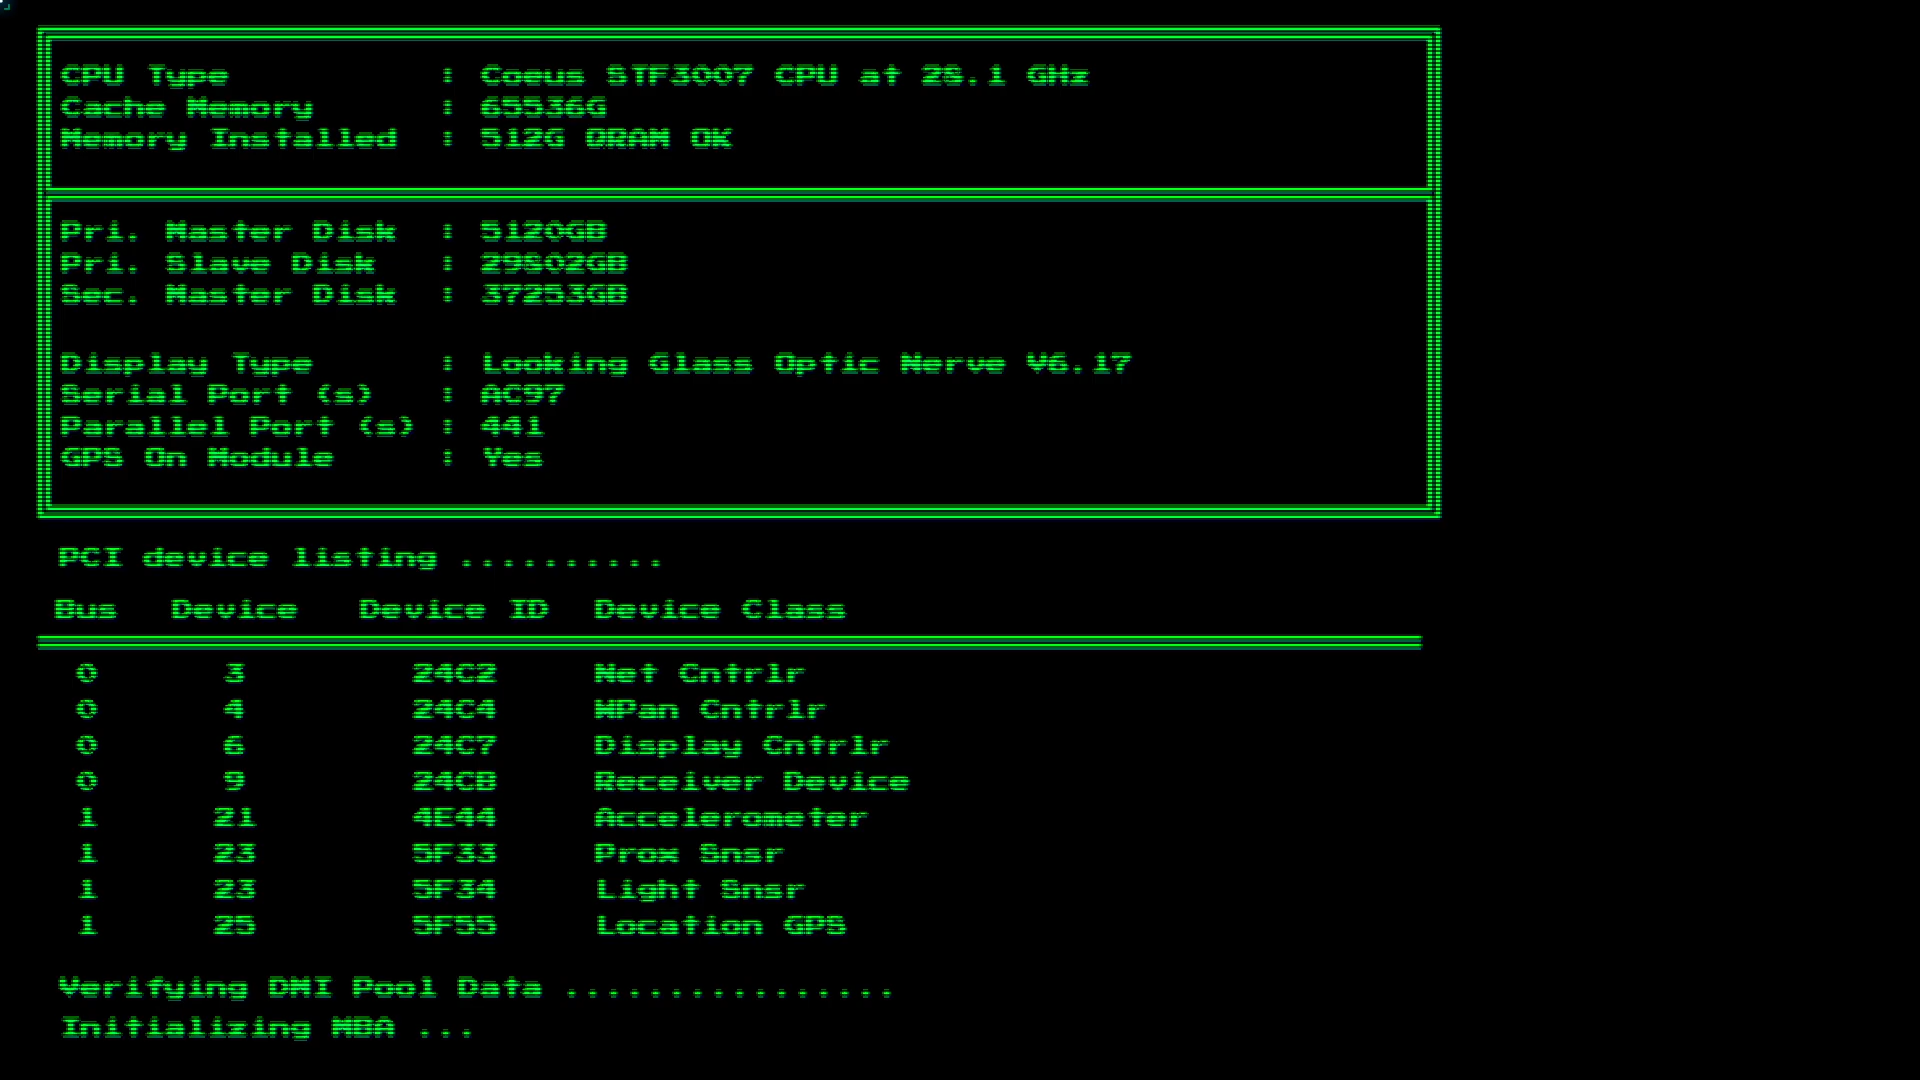 CPU Type : Coeus STF3007 CPU at 28.1 GHz
Cache Memory : 65536G
Memory Installed : 512G QRAM OK
Pri. Master Disk : 5120GB
Pri. Slave Disk : 29802GB
Sec. Master Disk : 37253GB
Display Type : Looking Glass Optic Nerve V6.17
Serial Port (s) : AC97
Parallel Port (s) : 441
GPS On Module : Yes
PCI device listing ..........
Bus Device Device ID Device Class
0 3 24C2 Net Cntrlr
0 4 24C4 WPan Cntrlr
0 6 24C7 Display Cntrlr
0 9 24CB Receiver Device
1 21 4E44 Accelerometer
1 23 5F33 Prox Snsr
1 23 5F34 Light Snsr
1 25 5F55 Location GPS
Verifying DMI Pool Data ................
Initializing MBA ...